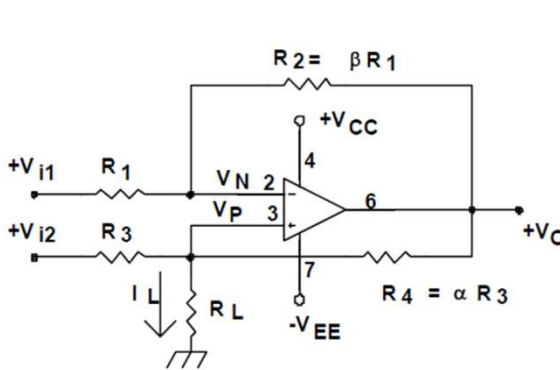 R2 = βR1
+VCC
4
+Vi1
R1
VN 2 -
VP 3 +
6
+Vi2
R3
+VO
7
IL
RL
R4 = αR3
-VEE